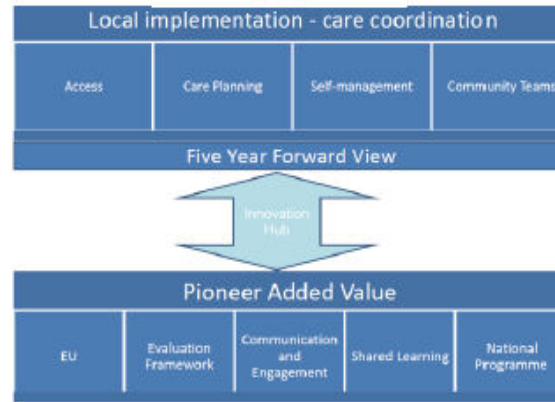 Local implementation - care coordination
Access
Care Planning
Self-management
Community Teams
Five Year Forward View
Innovation
Hub
Pioneer Added Value
EU
Evaluation
Framework
Communication
and
Engagement
Shared Learning
National
Programme